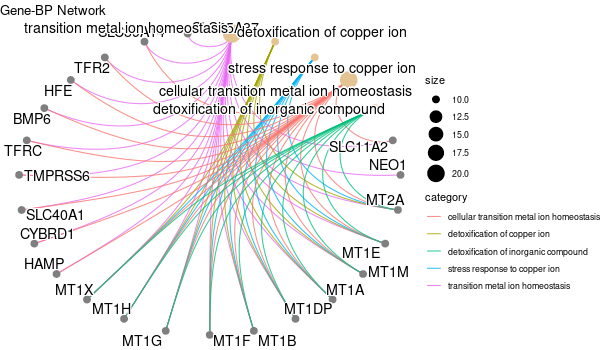 Gene-BP Network
transition metal ion homeostasis
detoxification of copper ion
stress response to copper ion
cellular transition metal ion homeostasis
detoxification of inorganic compound
TFR2
HFE
BMP6
TFRC
TMPRSS6
SLC40A1
CYBRD1
HAMP
MT1X
MT1H
MT1G
MT1F
MT1B
MT1DP
MT1A
MT1M
MT1E
MT2A
NEO1
SLC11A2
size
10.0
12.5
15.0
17.5
20.0
category
cellular transition metal ion homeostasis
detoxification of copper ion
detoxification of inorganic compound
stress response to copper ion
transition metal ion homeostasis